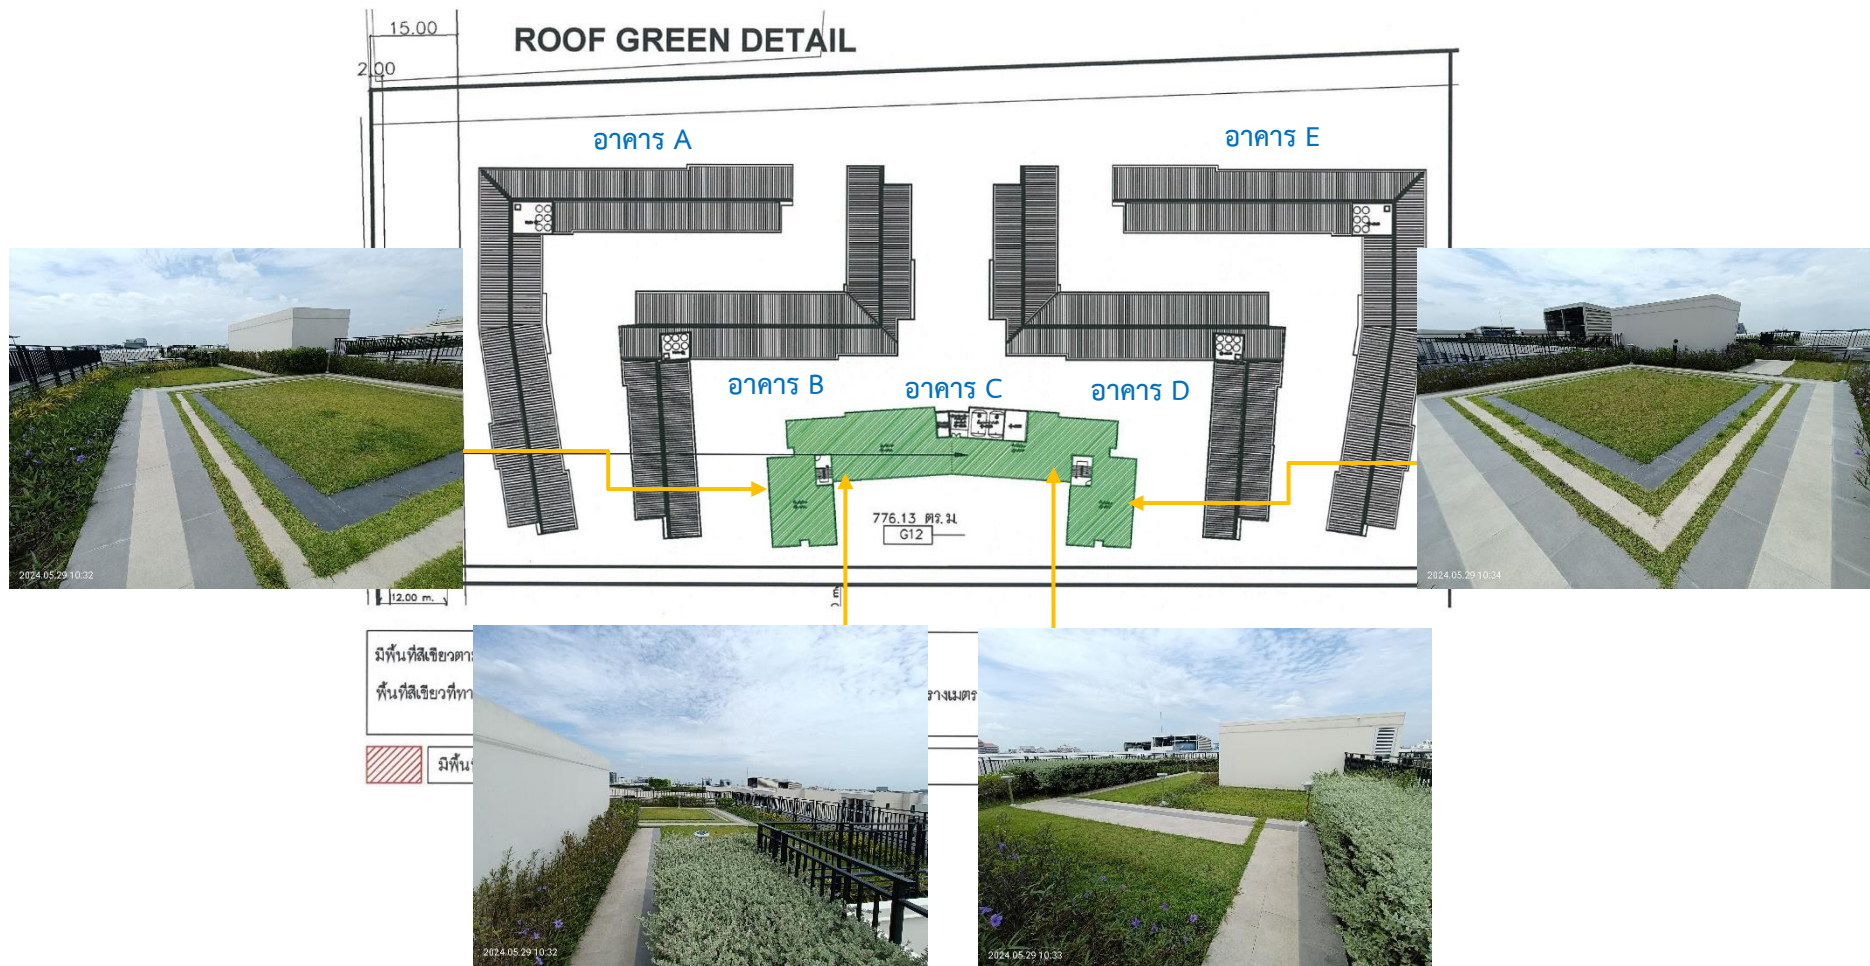 15.00
ROOF GREEN DETAIL
2.00
อาคาร A
อาคาร E
อาคาร B
อาคาร C
อาคาร D
776.13 ตร.ม.
G12
2024.05.29 10:32
2024.05.29 10:34
12.00 m.
มีพื้นที่สีเขียวตา
พื้นที่สีเขียวที่ทา
รางเมตร
มีพื้น
2024.05.29 10:32
2024.05.29 10:33